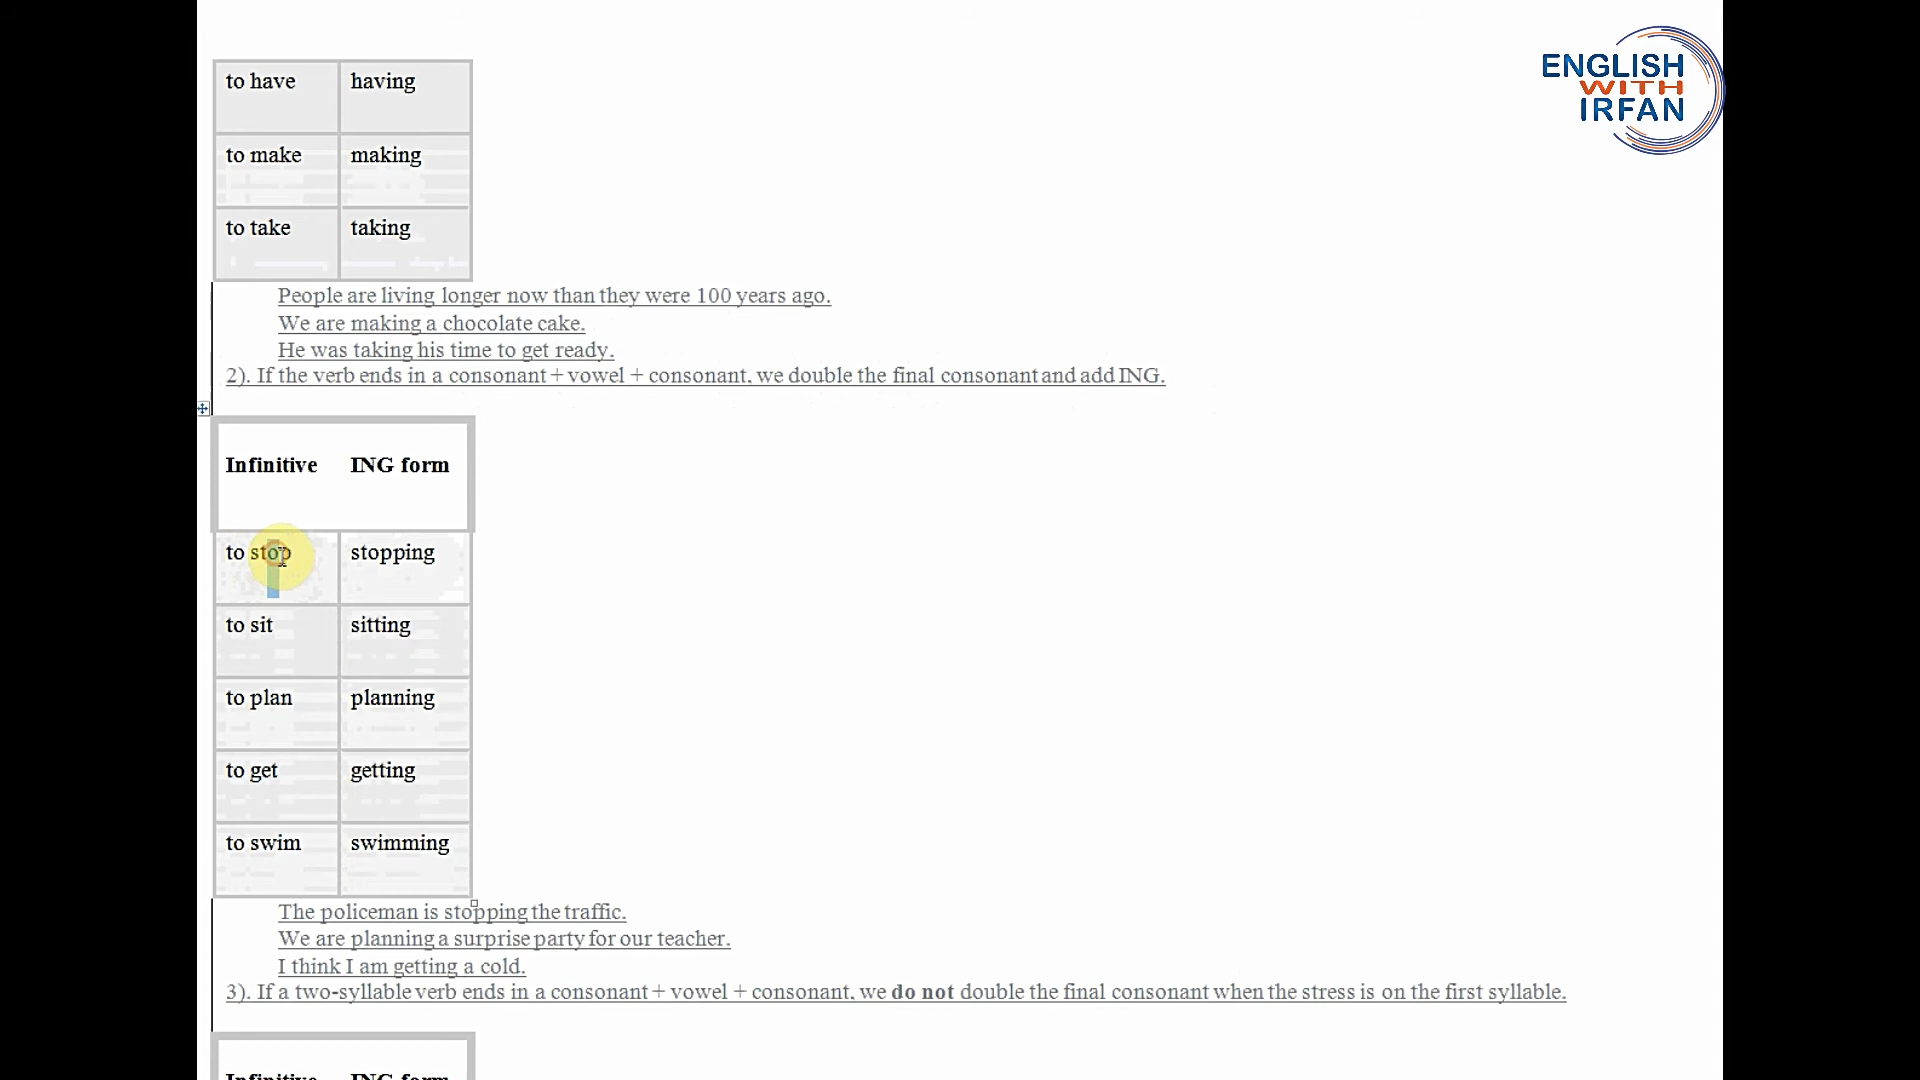 ENGLISH
WITH
IRFAN
to have having
to make making
to take taking
People are living longer now than they were 100 years ago.
We are making a chocolate cake.
He was taking his time to get ready.
2). If the verb ends in a consonant + vowel + consonant, we double the final consonant and add ING.
Infinitive ING form
to stop stopping
to sit sitting
to plan planning
to get getting
to swim swimming
The policeman is stopping the traffic.
We are planning a surprise party for our teacher.
I think I am getting a cold.
3). If a two-syllable verb ends in a consonant + vowel + consonant, we do not double the final consonant when the stress is on the first syllable.
Infinitive ING form